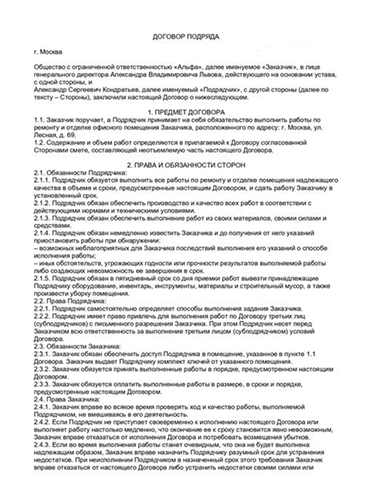 ДОГОВОР ПОДРЯДА
г. Москва
Общество с ограниченной ответственностью «Альфа», далее именуемое «Заказчик», в лице
генерального директора Александра Владимировича Львова, действующего на основании устава,
с одной стороны, и
Александр Сергеевич Кондратьев, далее именуемый «Подрядчик», с другой стороны (далее по
тексту – Стороны), заключили настоящий Договор о нижеследующем.
1. ПРЕДМЕТ ДОГОВОРА
1.1. Заказчик поручает, а Подрядчик принимает на себя обязательство выполнить работы по
ремонту и отделке офисного помещения Заказчика, расположенного по адресу: г. Москва, ул.
Лесная, д. 69.
1.2. Содержание и объем работ определяются в прилагаемой к Договору согласованной
Сторонами смете, составляющей неотъемлемую часть настоящего Договора.
2. ПРАВА И ОБЯЗАННОСТИ СТОРОН
2.1. Обязанности Подрядчика:
2.1.1. Подрядчик обязуется выполнить все работы по ремонту и отделке помещения надлежащего
качества в объеме и сроки, предусмотренные настоящим Договором, и сдать работу Заказчику в
установленный срок.
2.1.2. Подрядчик обязан обеспечить производство и качество всех работ в соответствии с
действующими нормами и техническими условиями.
2.1.3. Подрядчик обязан обеспечить выполнение работ из своих материалов, своими силами и
средствами.
2.1.4. Подрядчик обязан немедленно известить Заказчика и до получения от него указаний
приостановить работы при обнаружении:
– возможных неблагоприятных для Заказчика последствий выполнения его указаний о способе
исполнения работы;
– иных обстоятельств, угрожающих годности или прочности результатов выполняемой работы
либо создающих невозможность ее завершения в срок.
2.1.5. Подрядчик обязан в пятидневный срок со дня приемки работ вывезти принадлежащие
Подрядчику оборудование, инвентарь, инструменты, материалы и строительный мусор, а также
произвести уборку помещения.
2.2. Права Подрядчика:
2.2.1. Подрядчик самостоятельно определяет способы выполнения задания Заказчика.
2.2.2. Подрядчик имеет право привлечь для выполнения работ по Договору третьих лиц
(субподрядчиков) с письменного разрешения Заказчика. При этом Подрядчик несет перед
Заказчиком всю ответственность за выполнение третьим лицом (субподрядчиком) условий
Договора.
2.3. Обязанности Заказчика:
2.3.1. Заказчик обязан обеспечить доступ Подрядчика в помещение, указанное в пункте 1.1
Договора. Заказчик выдает Подрядчику комплект ключей от указанного помещения.
2.3.2. Заказчик обязуется принять выполненные работы в порядке, предусмотренном настоящим
Договором.
2.3.3. Заказчик обязуется оплатить выполненные работы в размере, в сроки и порядке,
предусмотренные настоящим Договором.
2.4. Права Заказчика:
2.4.1. Заказчик вправе во всякое время проверять ход и качество работы, выполняемой
Подрядчиком, не вмешиваясь в его деятельность.
2.4.2. Если Подрядчик не приступает своевременно к исполнению настоящего Договора или
выполняет работу настолько медленно, что окончание ее к сроку становится явно невозможным,
Заказчик вправе отказаться от исполнения Договора и потребовать возмещения убытков.
2.4.3. Если во время выполнения работы станет очевидным, что она не будет выполнена
надлежащим образом, Заказчик вправе назначить Подрядчику разумный срок для устранения
недостатков. При неисполнении Подрядчиком в назначенный срок этого требования Заказчик
вправе отказаться от настоящего Договора либо устранить недостатки своими силами или